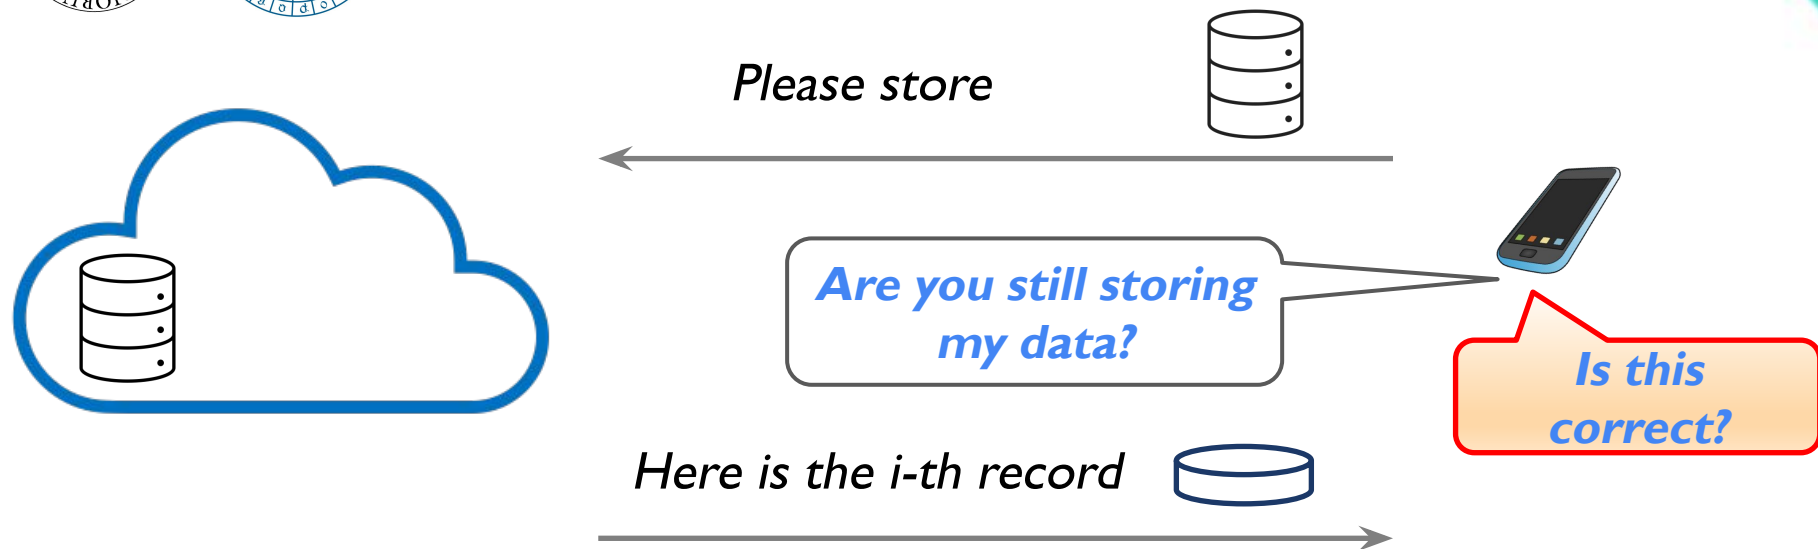 Please store
Are you still storing
my data?
Is this
correct?
Here is the i-th record